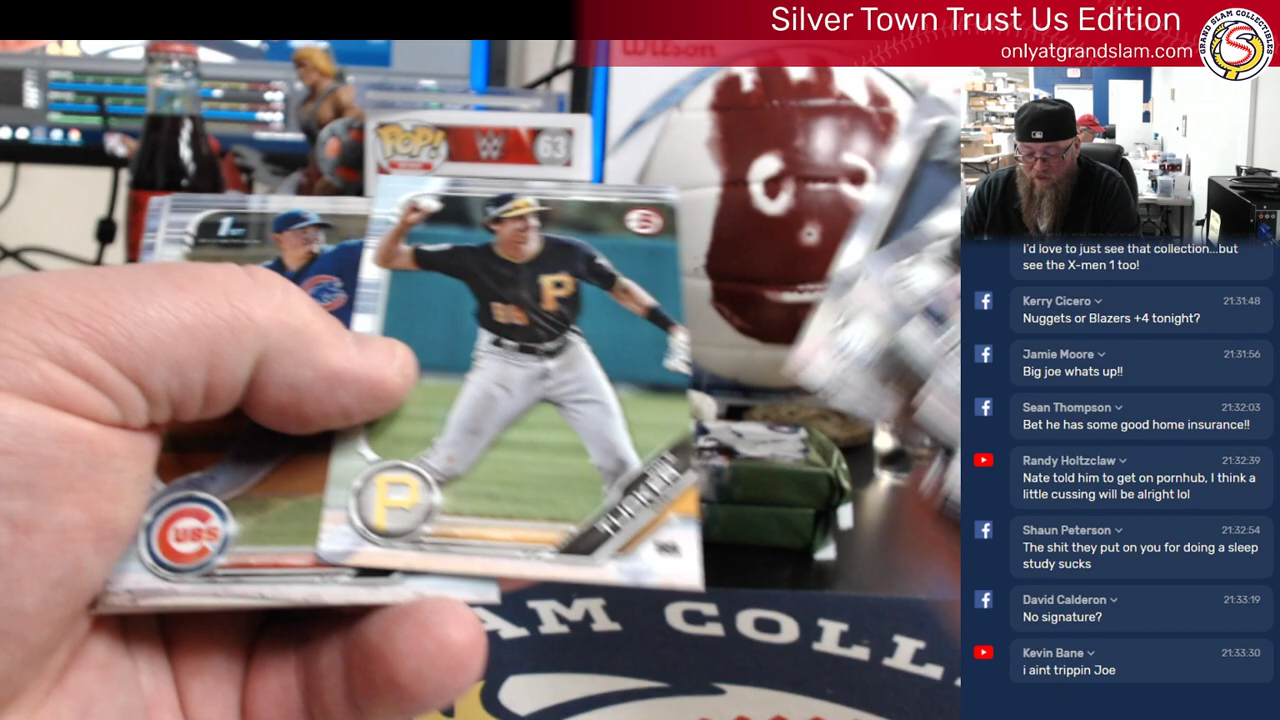 Silver Town Trust Us Edition
onlyatgrandslam.com
GRAND SLAM COLLECTIBLES
Wilson
POP!
W
63
1st
B
P
P
CUBS
AM COLL
I'd love to just see that collection...but
see the X-men 1 too!
Kerry Cicero
21:31:48
Nuggets or Blazers +4 tonight?
Jamie Moore
21:31:56
Big joe whats up!!
Sean Thompson
21:32:03
Bet he has some good home insurance!!
Randy Holtzclaw
21:32:39
Nate told him to get on pornhub, I think a
little cussing will be alright lol
Shaun Peterson
21:32:54
The shit they put on you for doing a sleep
study sucks
David Calderon
21:33:19
No signature?
Kevin Bane
21:33:30
i aint trippin Joe